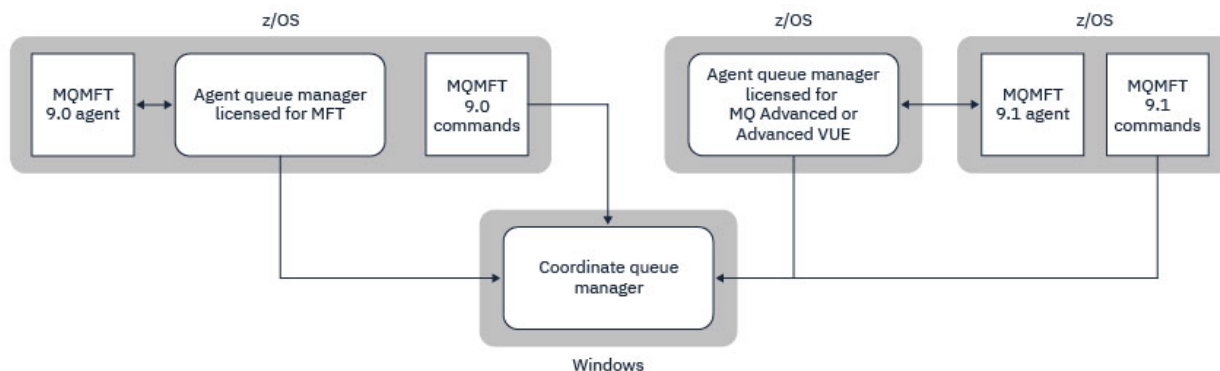 z/OS
z/OS
z/OS
MQMFT
9.0 agent
Agent queue manager
licensed for MFT
MQMFT
9.0
commands
Agent queue manager
licensed for
MQ Advanced or
Advanced VUE
MQMFT
9.1 agent
MQMFT
9.1
commands
Coordinate queue
manager
Windows